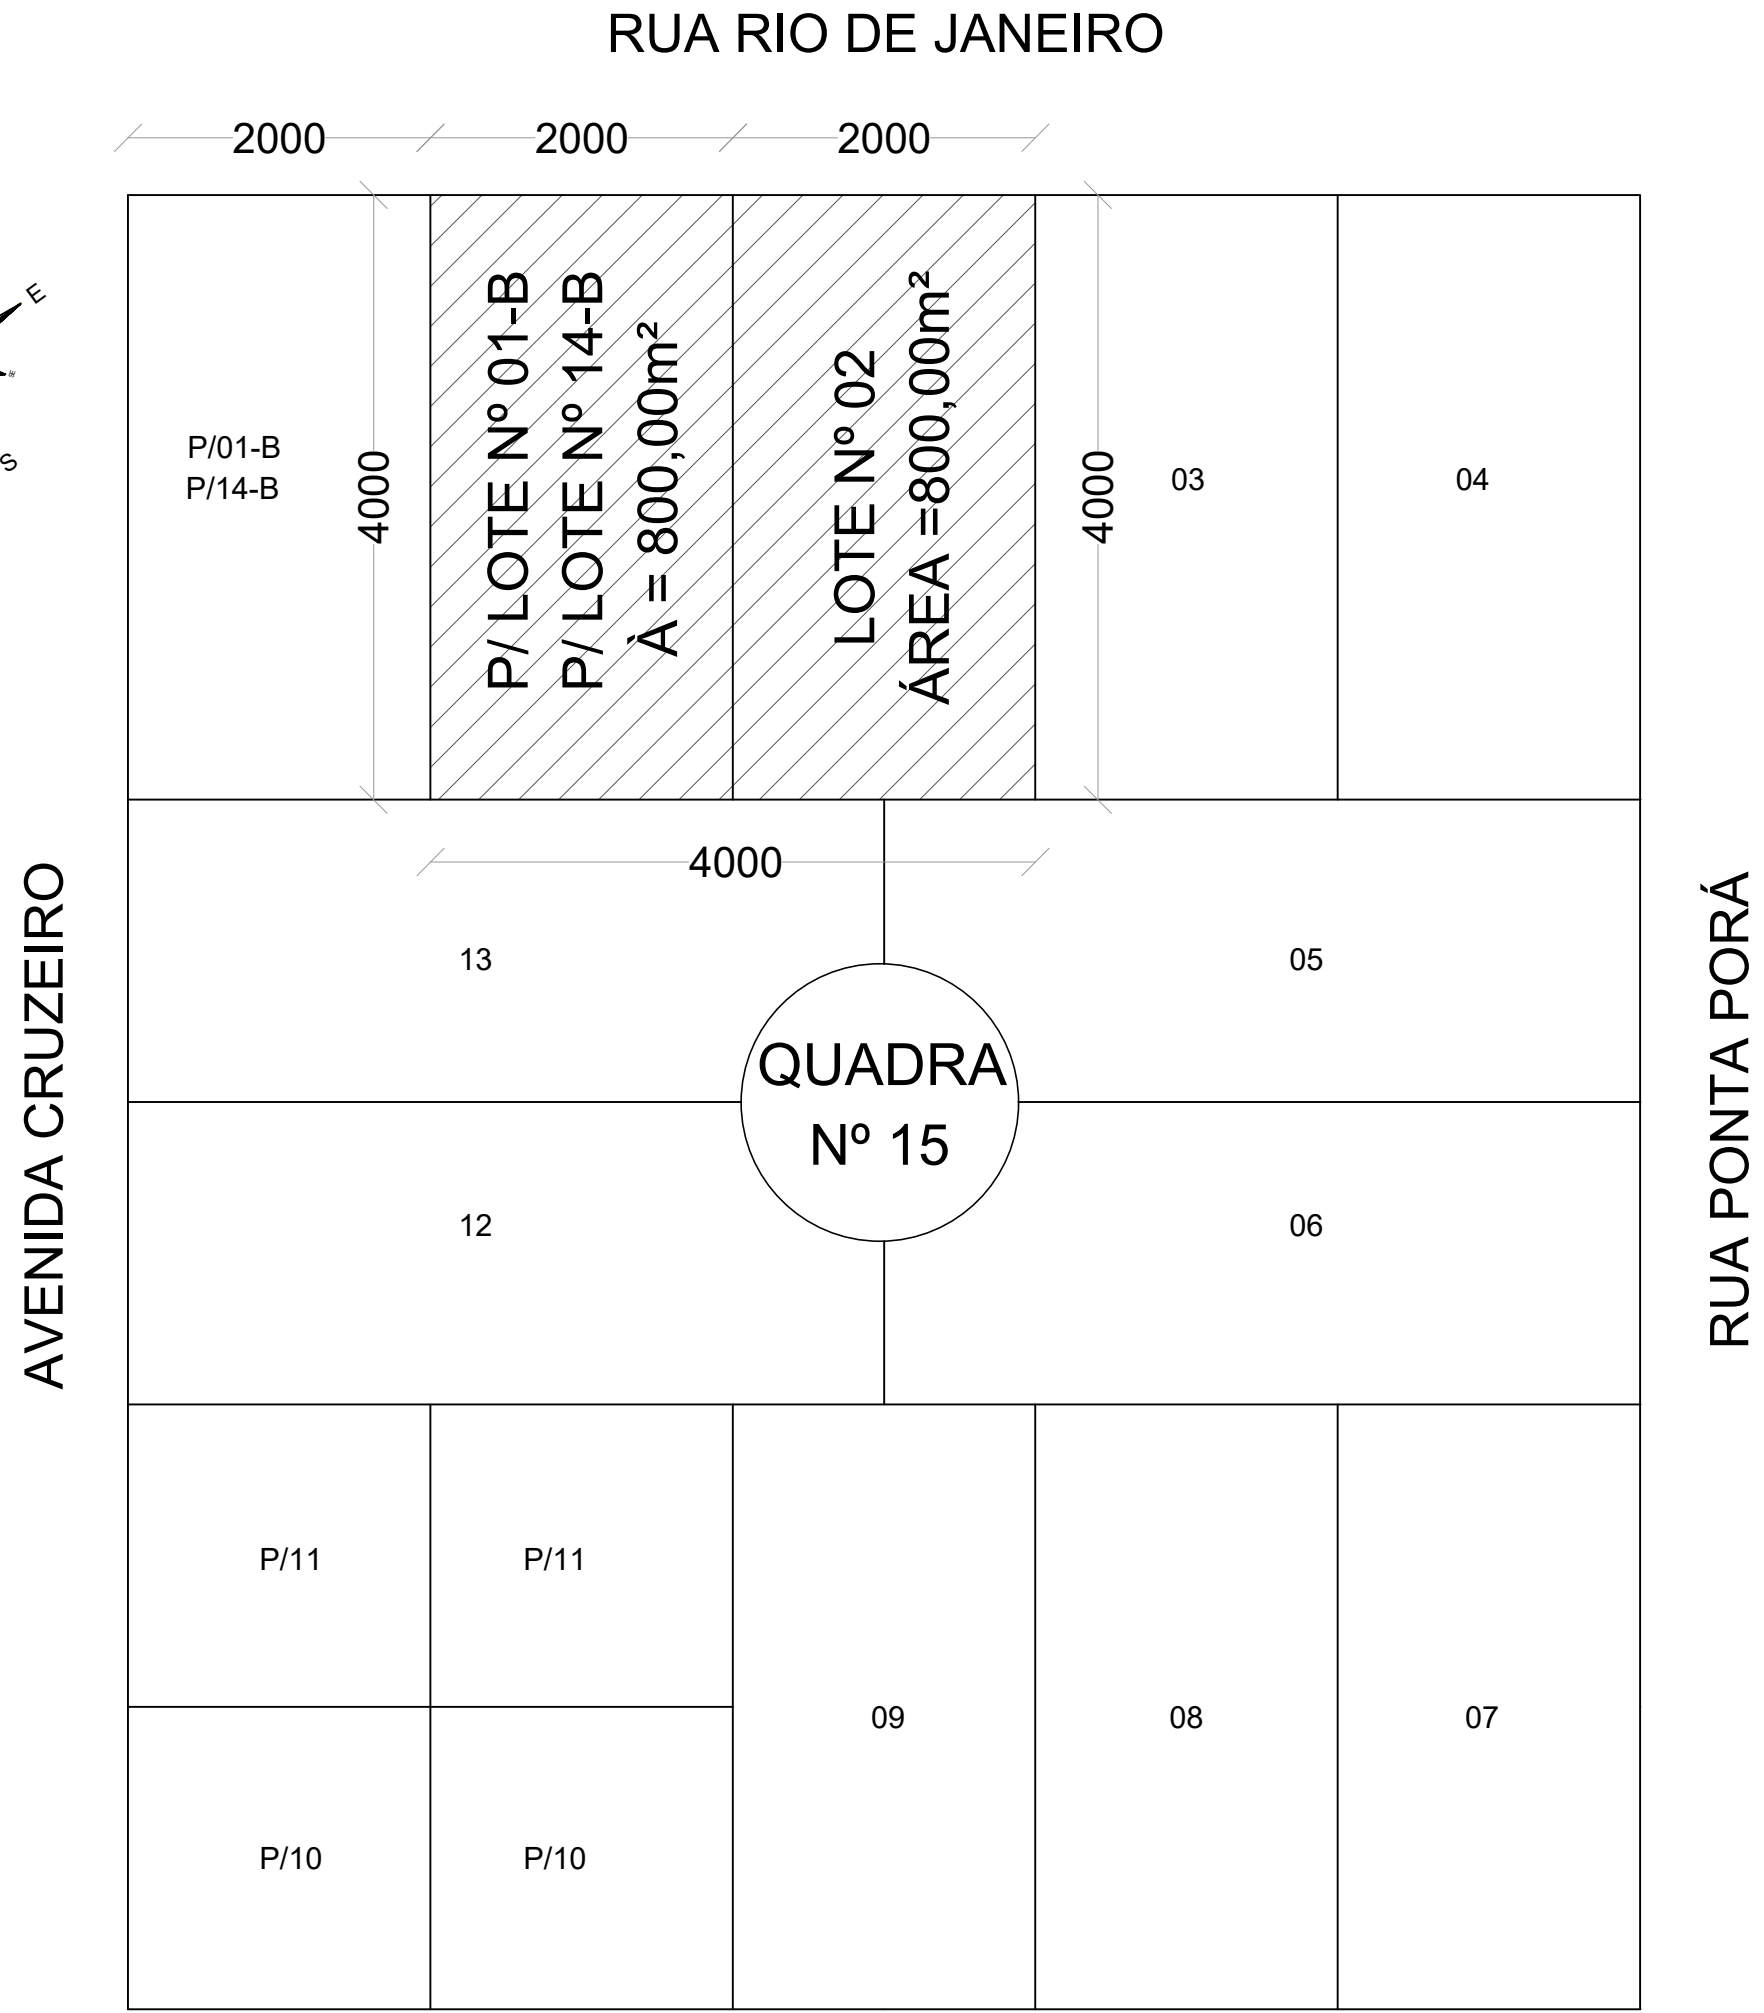 RUA RIO DE JANEIRO
2000
2000
2000
E
S
P/01-B
P/14-B
4000
P/ LOTE Nº 01-B
P/ LOTE Nº 14-B
À = 800,00m²
LOTE Nº 02
ÁREA =800,00m²
4000
03
04
4000
AVENIDA CRUZEIRO
13
05
QUADRA
Nº 15
12
06
RUA PONTA PORÁ
P/11
P/11
09
08
07
P/10
P/10